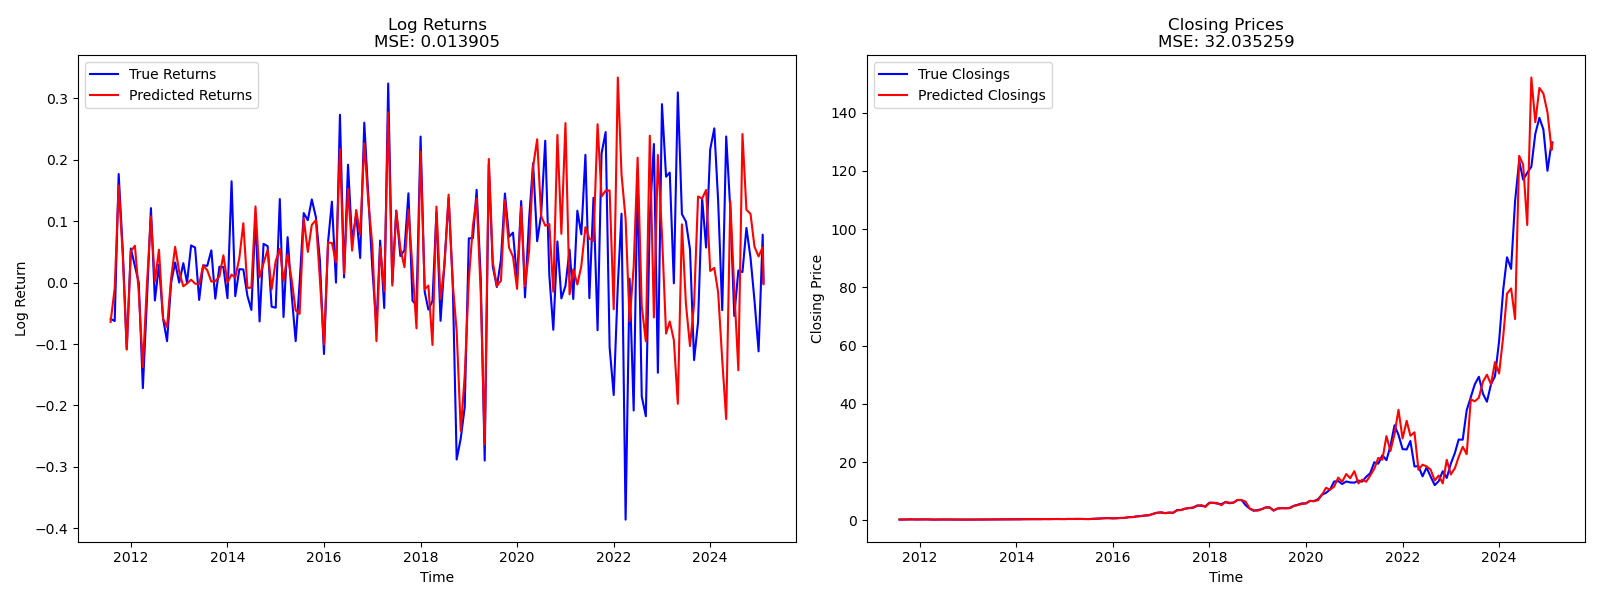 Log Returns
MSE: 0.013905
True Returns
Predicted Returns
Log Return
0.3
0.2
0.1
0.0
−0.1
−0.2
−0.3
−0.4
2012
2014
2016
2018
2020
2022
2024
Time
Closing Prices
MSE: 32.035259
True Closings
Predicted Closings
Closing Price
140
120
100
80
60
40
20
0
2012
2014
2016
2018
2020
2022
2024
Time